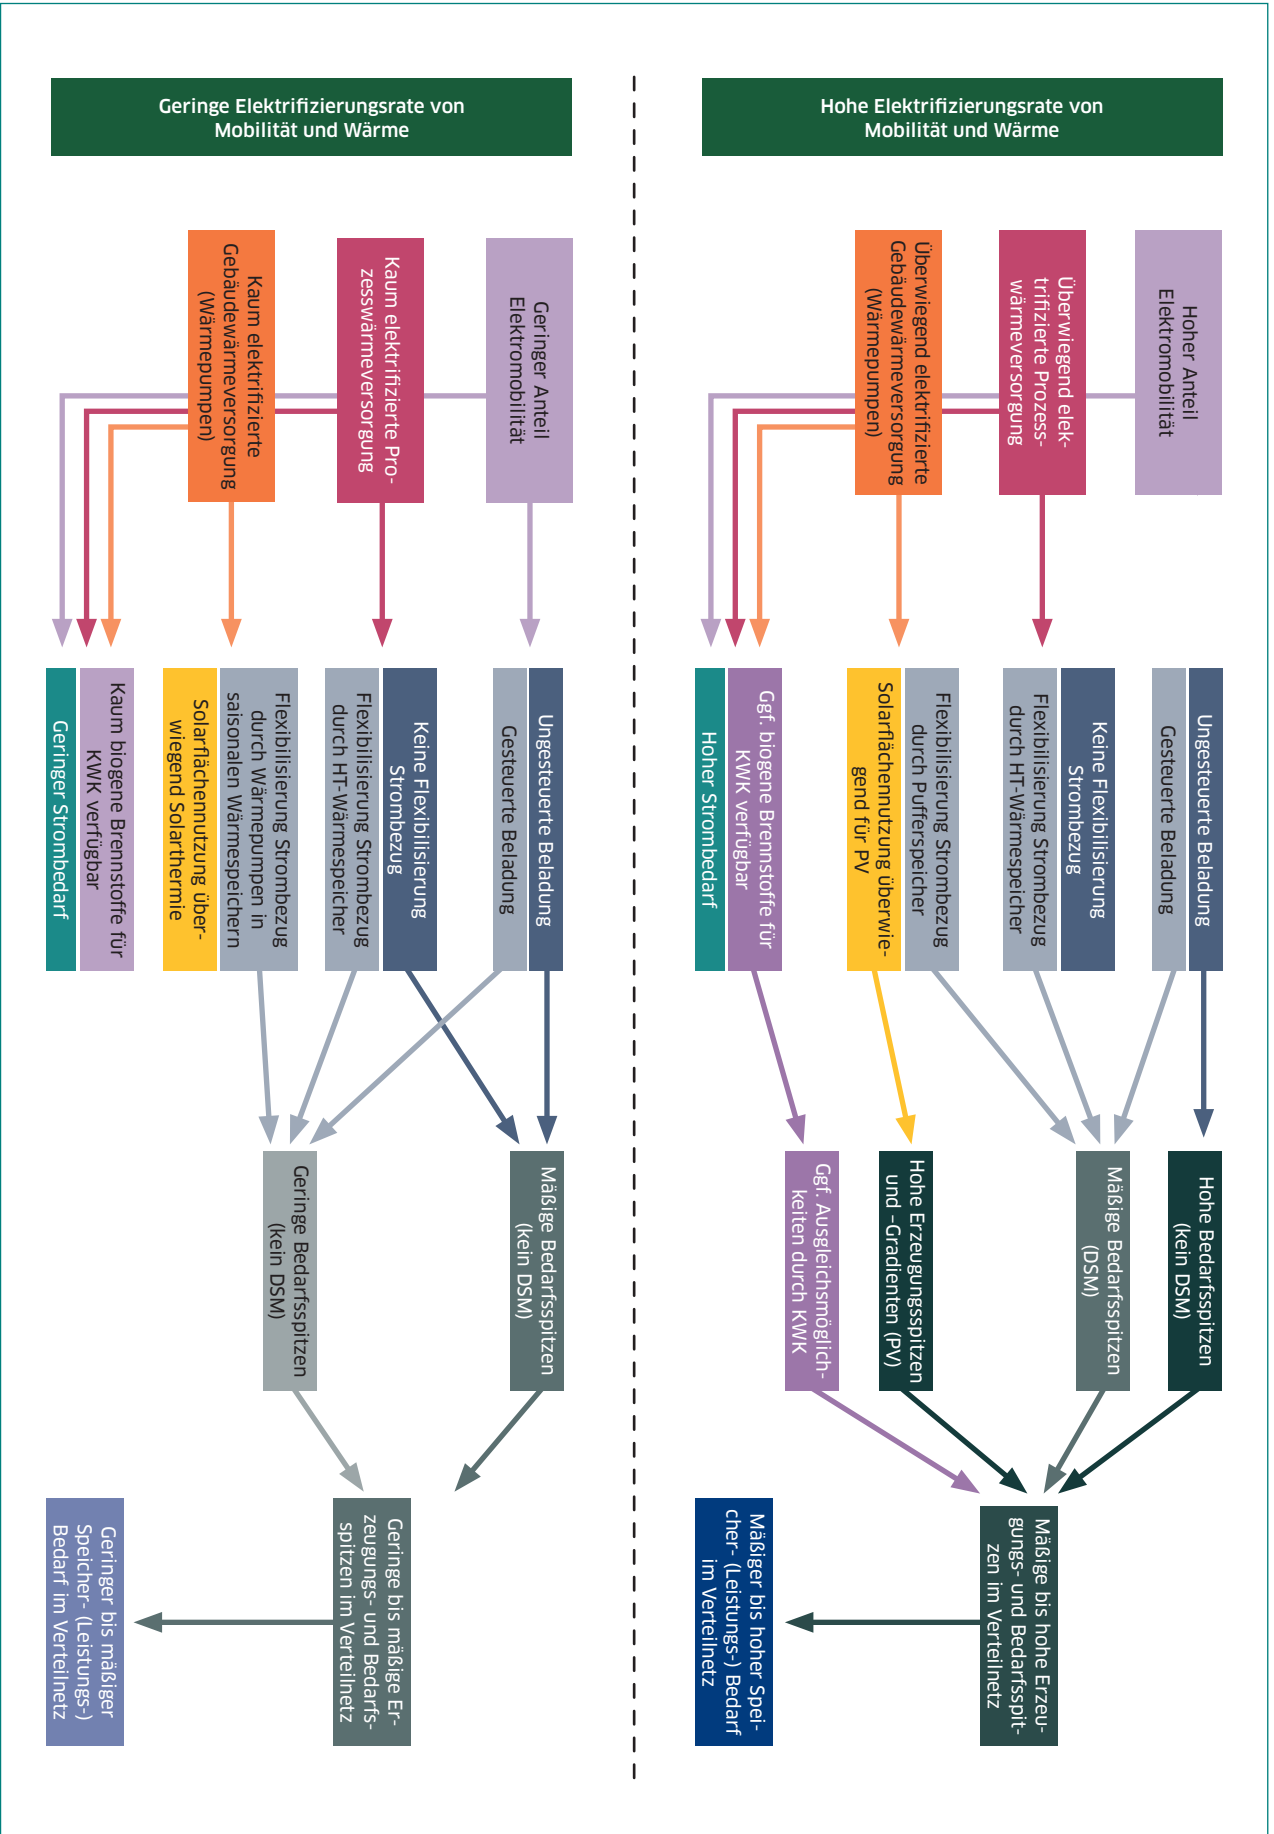 Geringe Elektrifizierungsrate von
Mobilität und Wärme
Geringer Anteil
Elektromobilität
Kaum elektrifizierte Pro-
zesswärmeversorgung
Kaum elektrifizierte
Gebäudewärmeversorgung
(Wärmepumpen)
Ungesteuerte Beladung
Gesteuerte Beladung
Keine Flexibilisierung
Strombezug
Flexibilisierung Strombezug
durch HT-Wärmespeicher
Flexibilisierung Strombezug
durch Wärmepumpen in
saisonalen Wärmespeichern
Solarflächennutzung über-
wiegend Solarthermie
Kaum biogene Brennstoffe für
KWK verfügbar
Geringer Strombedarf
Mäßige Bedarfsspitzen
(kein DSM)
Geringe Bedarfsspitzen
(kein DSM)
Geringe bis mäßige Er-
zeugungs- und Bedarfs-
spitzen im Verteilnetz
Geringer bis mäßiger
Speicher- (Leistungs-)
Bedarf im Verteilnetz
Hohe Elektrifizierungsrate von
Mobilität und Wärme
Hoher Anteil
Elektromobilität
Überwiegend elek-
trifizierte Prozess-
wärmeversorgung
Überwiegend elektrifizierte
Gebäudewärmeversorgung
(Wärmepumpen)
Ungesteuerte Beladung
Gesteuerte Beladung
Keine Flexibilisierung
Strombezug
Flexibilisierung Strombezug
durch HT-Wärmespeicher
Flexibilisierung Strombezug
durch Pufferspeicher
Solarflächennutzung überwie-
gend für PV
Ggf. biogene Brennstoffe für
KWK verfügbar
Hoher Strombedarf
Hohe Bedarfsspitzen
(kein DSM)
Mäßige Bedarfsspitzen
(DSM)
Hohe Erzeugungsspitzen
und –Gradienten (PV)
Ggf. Ausgleichsmöglich-
keiten durch KWK
Mäßige bis hohe Erzeu-
gungs- und Bedarfsspit-
zen im Verteilnetz
Mäßiger bis hoher Spei-
cher- (Leistungs-) Bedarf
im Verteilnetz